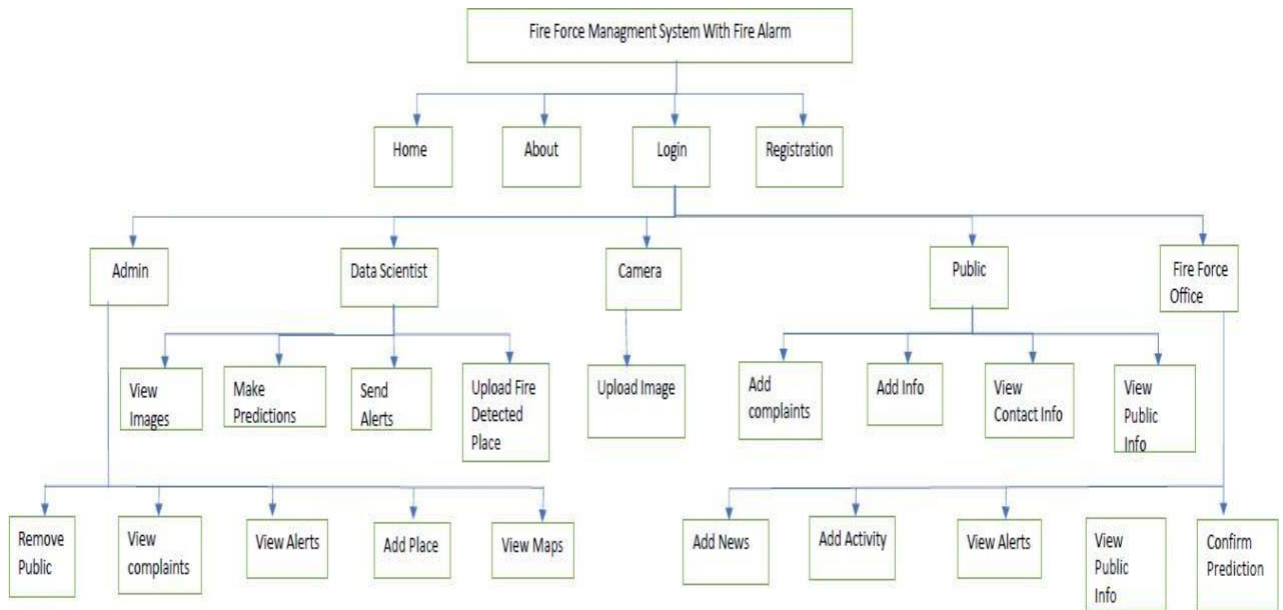 Fire Force Managment System With Fire Alarm
Home
About
Login
Registration
Admin
Data Scientist
Camera
Public
Fire Force
Office
View
Images
Make
Predictions
Send
Alerts
Upload Fire
Detected
Place
Upload Image
Add
complaints
Add Info
View
Contact Info
View
Public
Info
Remove
Public
View
complaints
View Alerts
Add Place
View Maps
Add News
Add Activity
View Alerts
View
Public
Info
Confirm
Prediction